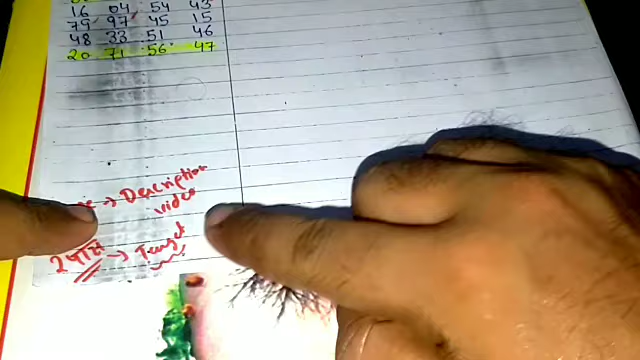 16 04 54 43
79 97 45 15
48 33 51 46
20 71 56 47
→ Description
video
→ Target